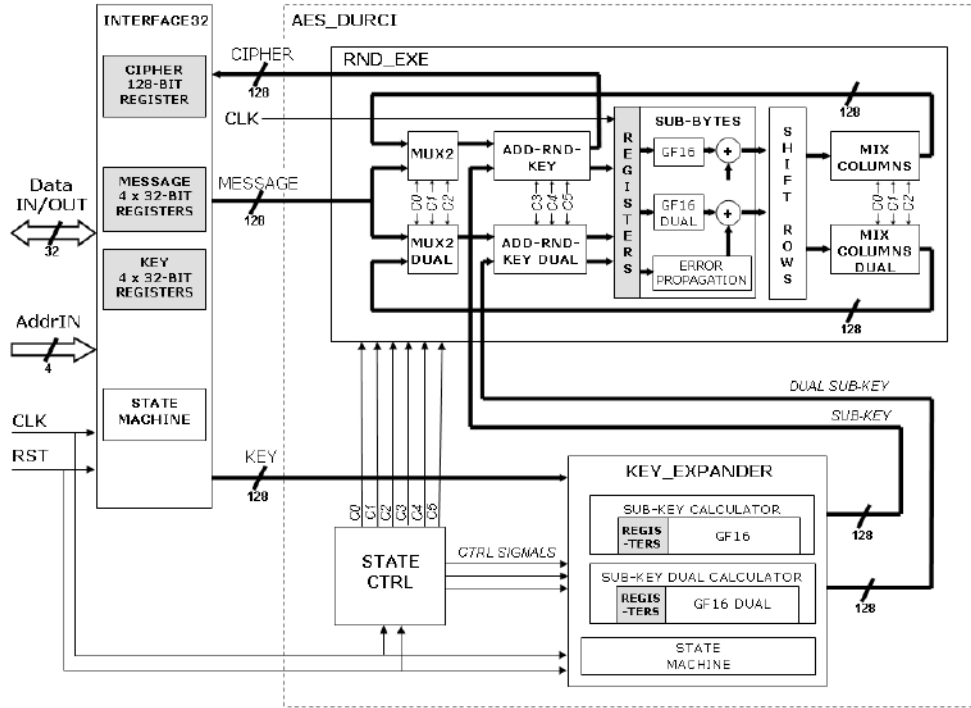 INTERFACE32
CIPHER
128-BIT
REGISTER
MESSAGE
4 x 32-BIT
REGISTERS
KEY
4 x 32-BIT
REGISTERS
STATE
MACHINE
Data
IN/OUT
32
AddrIN
4
CLK
RST
AES_DURCI
CIPHER
128
CLK
MESSAGE
128
KEY
128
RND_EXE
128
MUX2
C0
C1
C2
MUX2
DUAL
ADD-RND-
KEY
C3
C4
C5
ADD-RND-
KEY DUAL
REGISTERS
SUB-BYTES
GF16
+
GF16
DUAL
+
ERROR
PROPAGATION
SHIFT ROWS
MIX
COLUMNS
C0
C1
C2
MIX
COLUMNS
DUAL
128
DUAL SUB-KEY
SUB-KEY
C0
C1
C2
C3
C4
C5
STATE
CTRL
CTRL SIGNALS
KEY_EXPANDER
SUB-KEY CALCULATOR
REGIS
-TERS
GF16
128
SUB-KEY DUAL CALCULATOR
REGIS
-TERS
GF16 DUAL
128
STATE
MACHINE